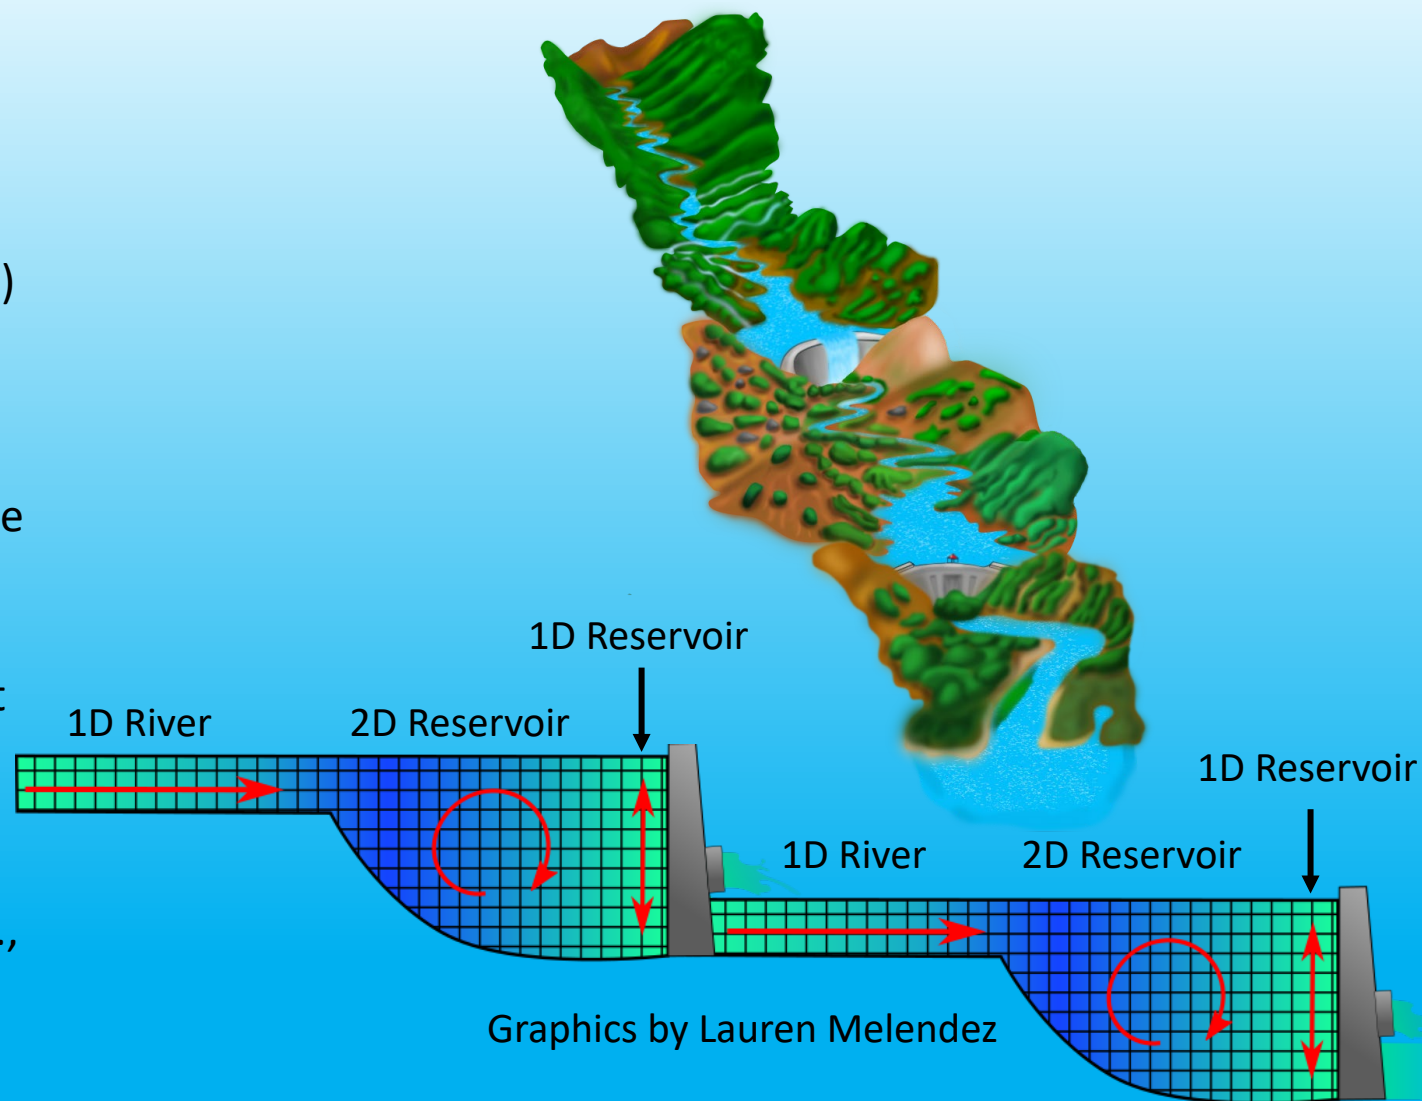 )
e
t
.,
1D Reservoir
1D River
2D Reservoir
1D Reservoir
1D River
2D Reservoir
Graphics by Lauren Melendez